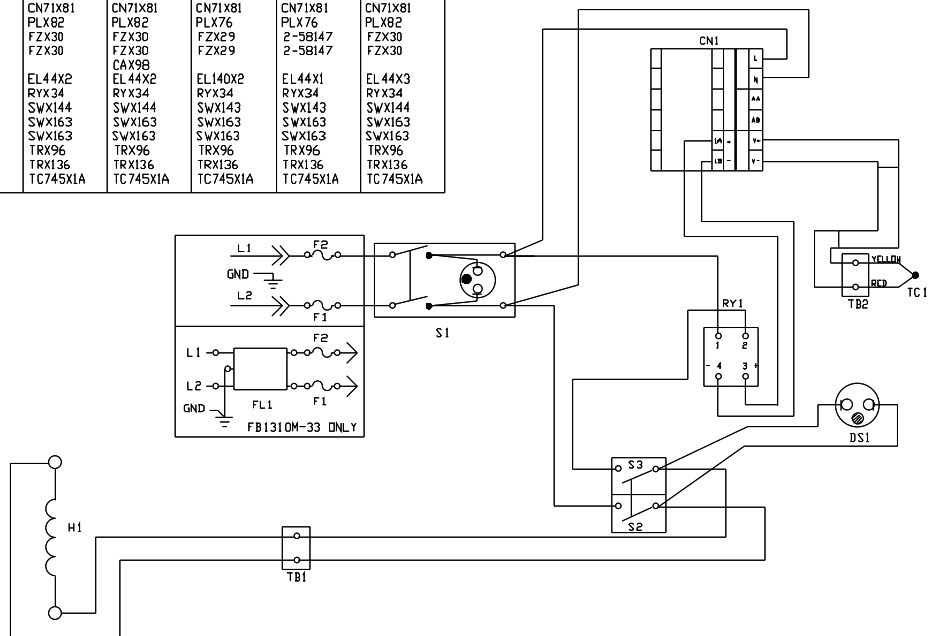 CN71X81 CN71X81 CN71X81 CN71X81 CN71X81
PLX82 PLX82 PLX76 PLX76 PLX82
FZX30 FZX30 FZX29 2-58147 FZX30
FZX30 FZX30 FZX29 2-58147 FZX30
CAX98
EL44X2 EL44X2 EL140X2 EL44X1 EL44X3
RYX34 RYX34 RYX34 RYX34 RYX34
SWX144 SWX144 SWX143 SWX143 SWX144
SWX163 SWX163 SWX163 SWX163 SWX163
SWX163 SWX163 SWX163 SWX163 SWX163
TRX96 TRX96 TRX96 TRX96 TRX96
TRX136 TRX136 TRX136 TRX136 TRX136
TC745X1A TC745X1A TC745X1A TC745X1A TC745X1A
CN1
L
N
AA
AB
1A + V+
1B - V-
L1 F2
GND
L2
F1
S1
YELLOW
RED
TB2
TC1
RY1
1 2
- 4 3 +
L1 F2
L2
GND FL1 F1
FB1310M-33 ONLY
DS1
S3
S2
H1
TB1